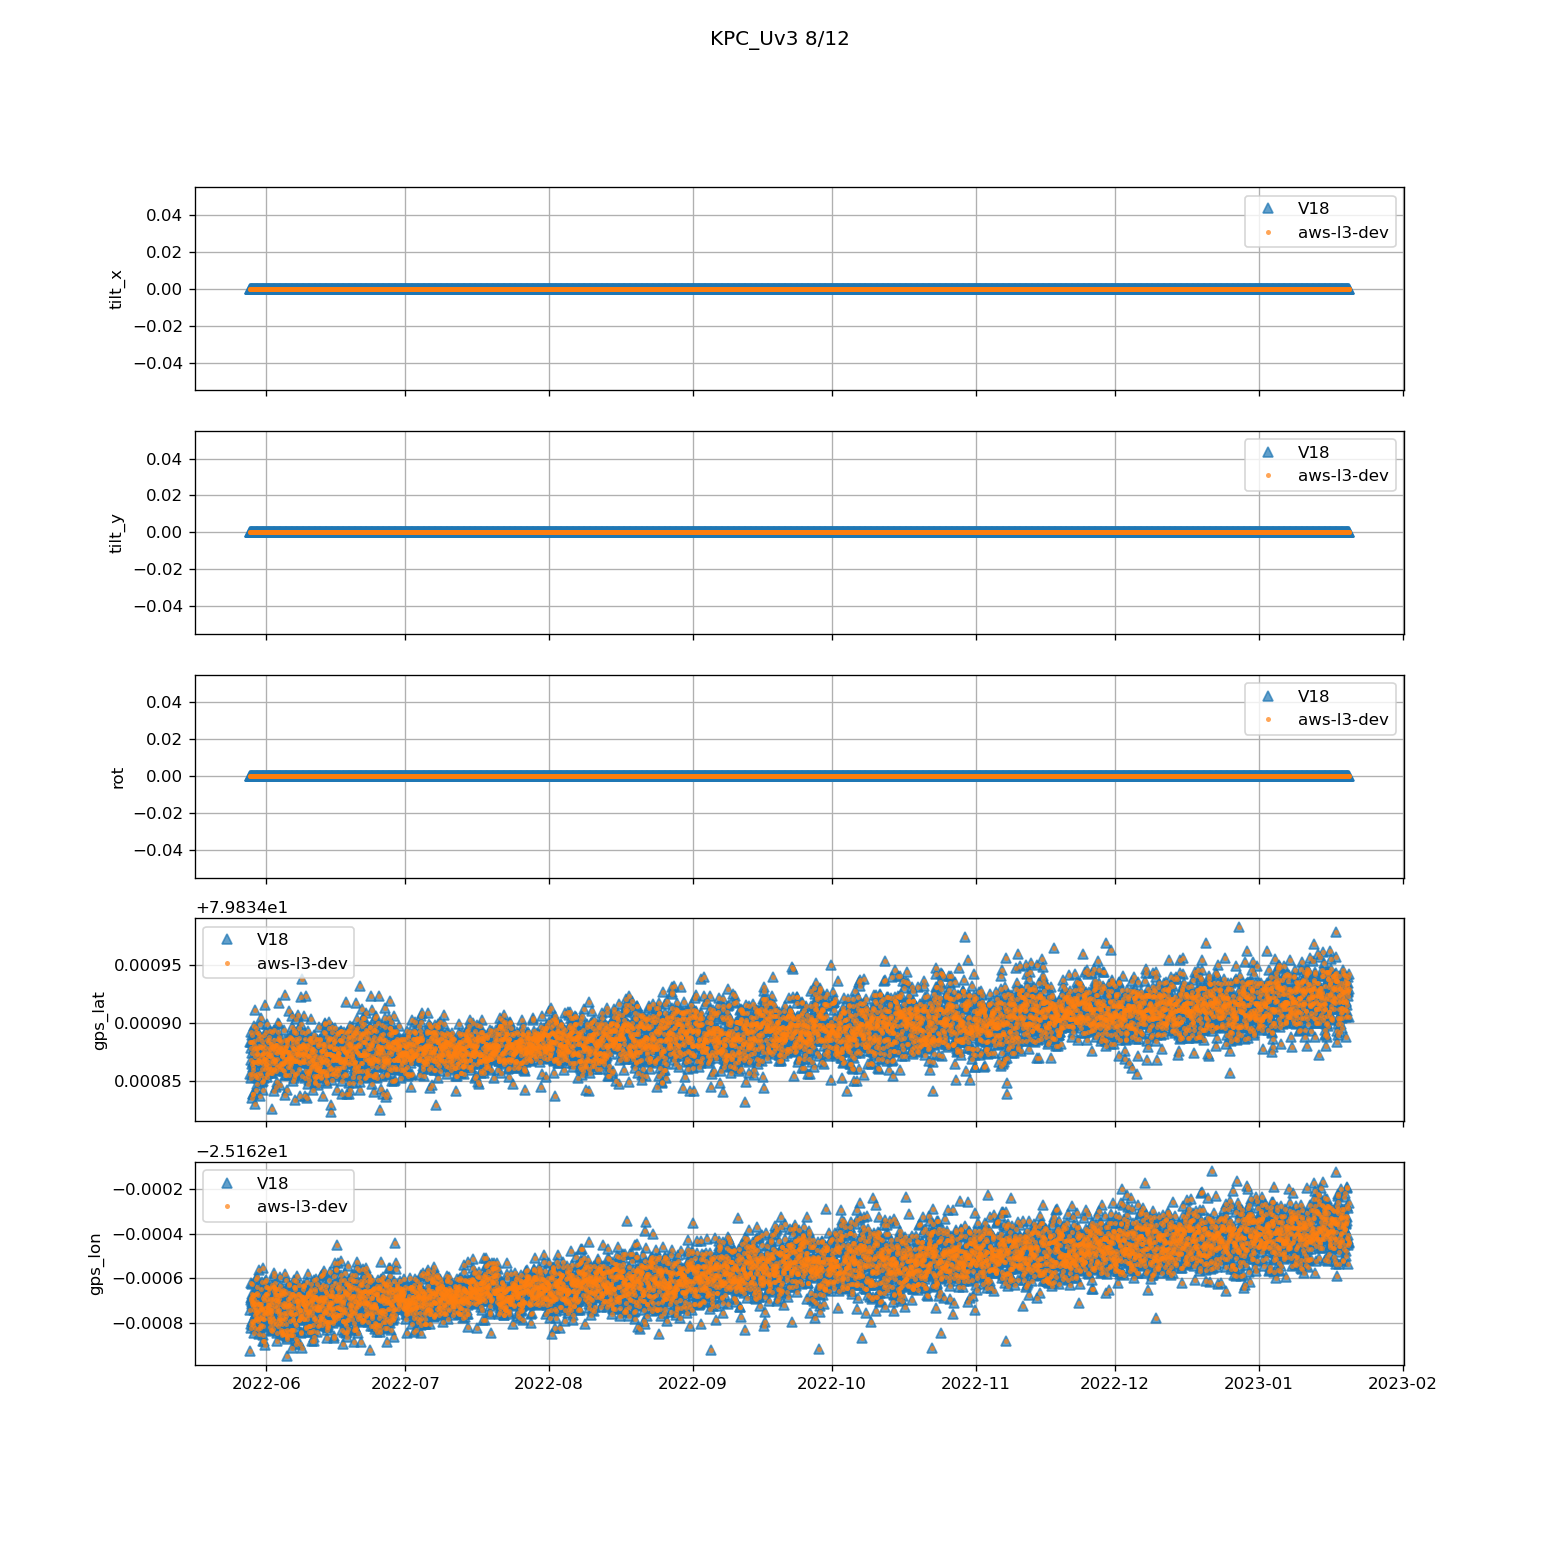 KPC_Uv3 8/12
0.04
0.02
0.00
−0.02
−0.04
tilt_x
V18
aws-l3-dev
0.04
0.02
0.00
−0.02
−0.04
tilt_y
V18
aws-l3-dev
0.04
0.02
0.00
−0.02
−0.04
rot
V18
aws-l3-dev
+7.9834e1
0.00095
0.00090
0.00085
gps_lat
V18
aws-l3-dev
−2.5162e1
−0.0002
−0.0004
−0.0006
−0.0008
gps_lon
V18
aws-l3-dev
2022-06 2022-07 2022-08 2022-09 2022-10 2022-11 2022-12 2023-01 2023-02